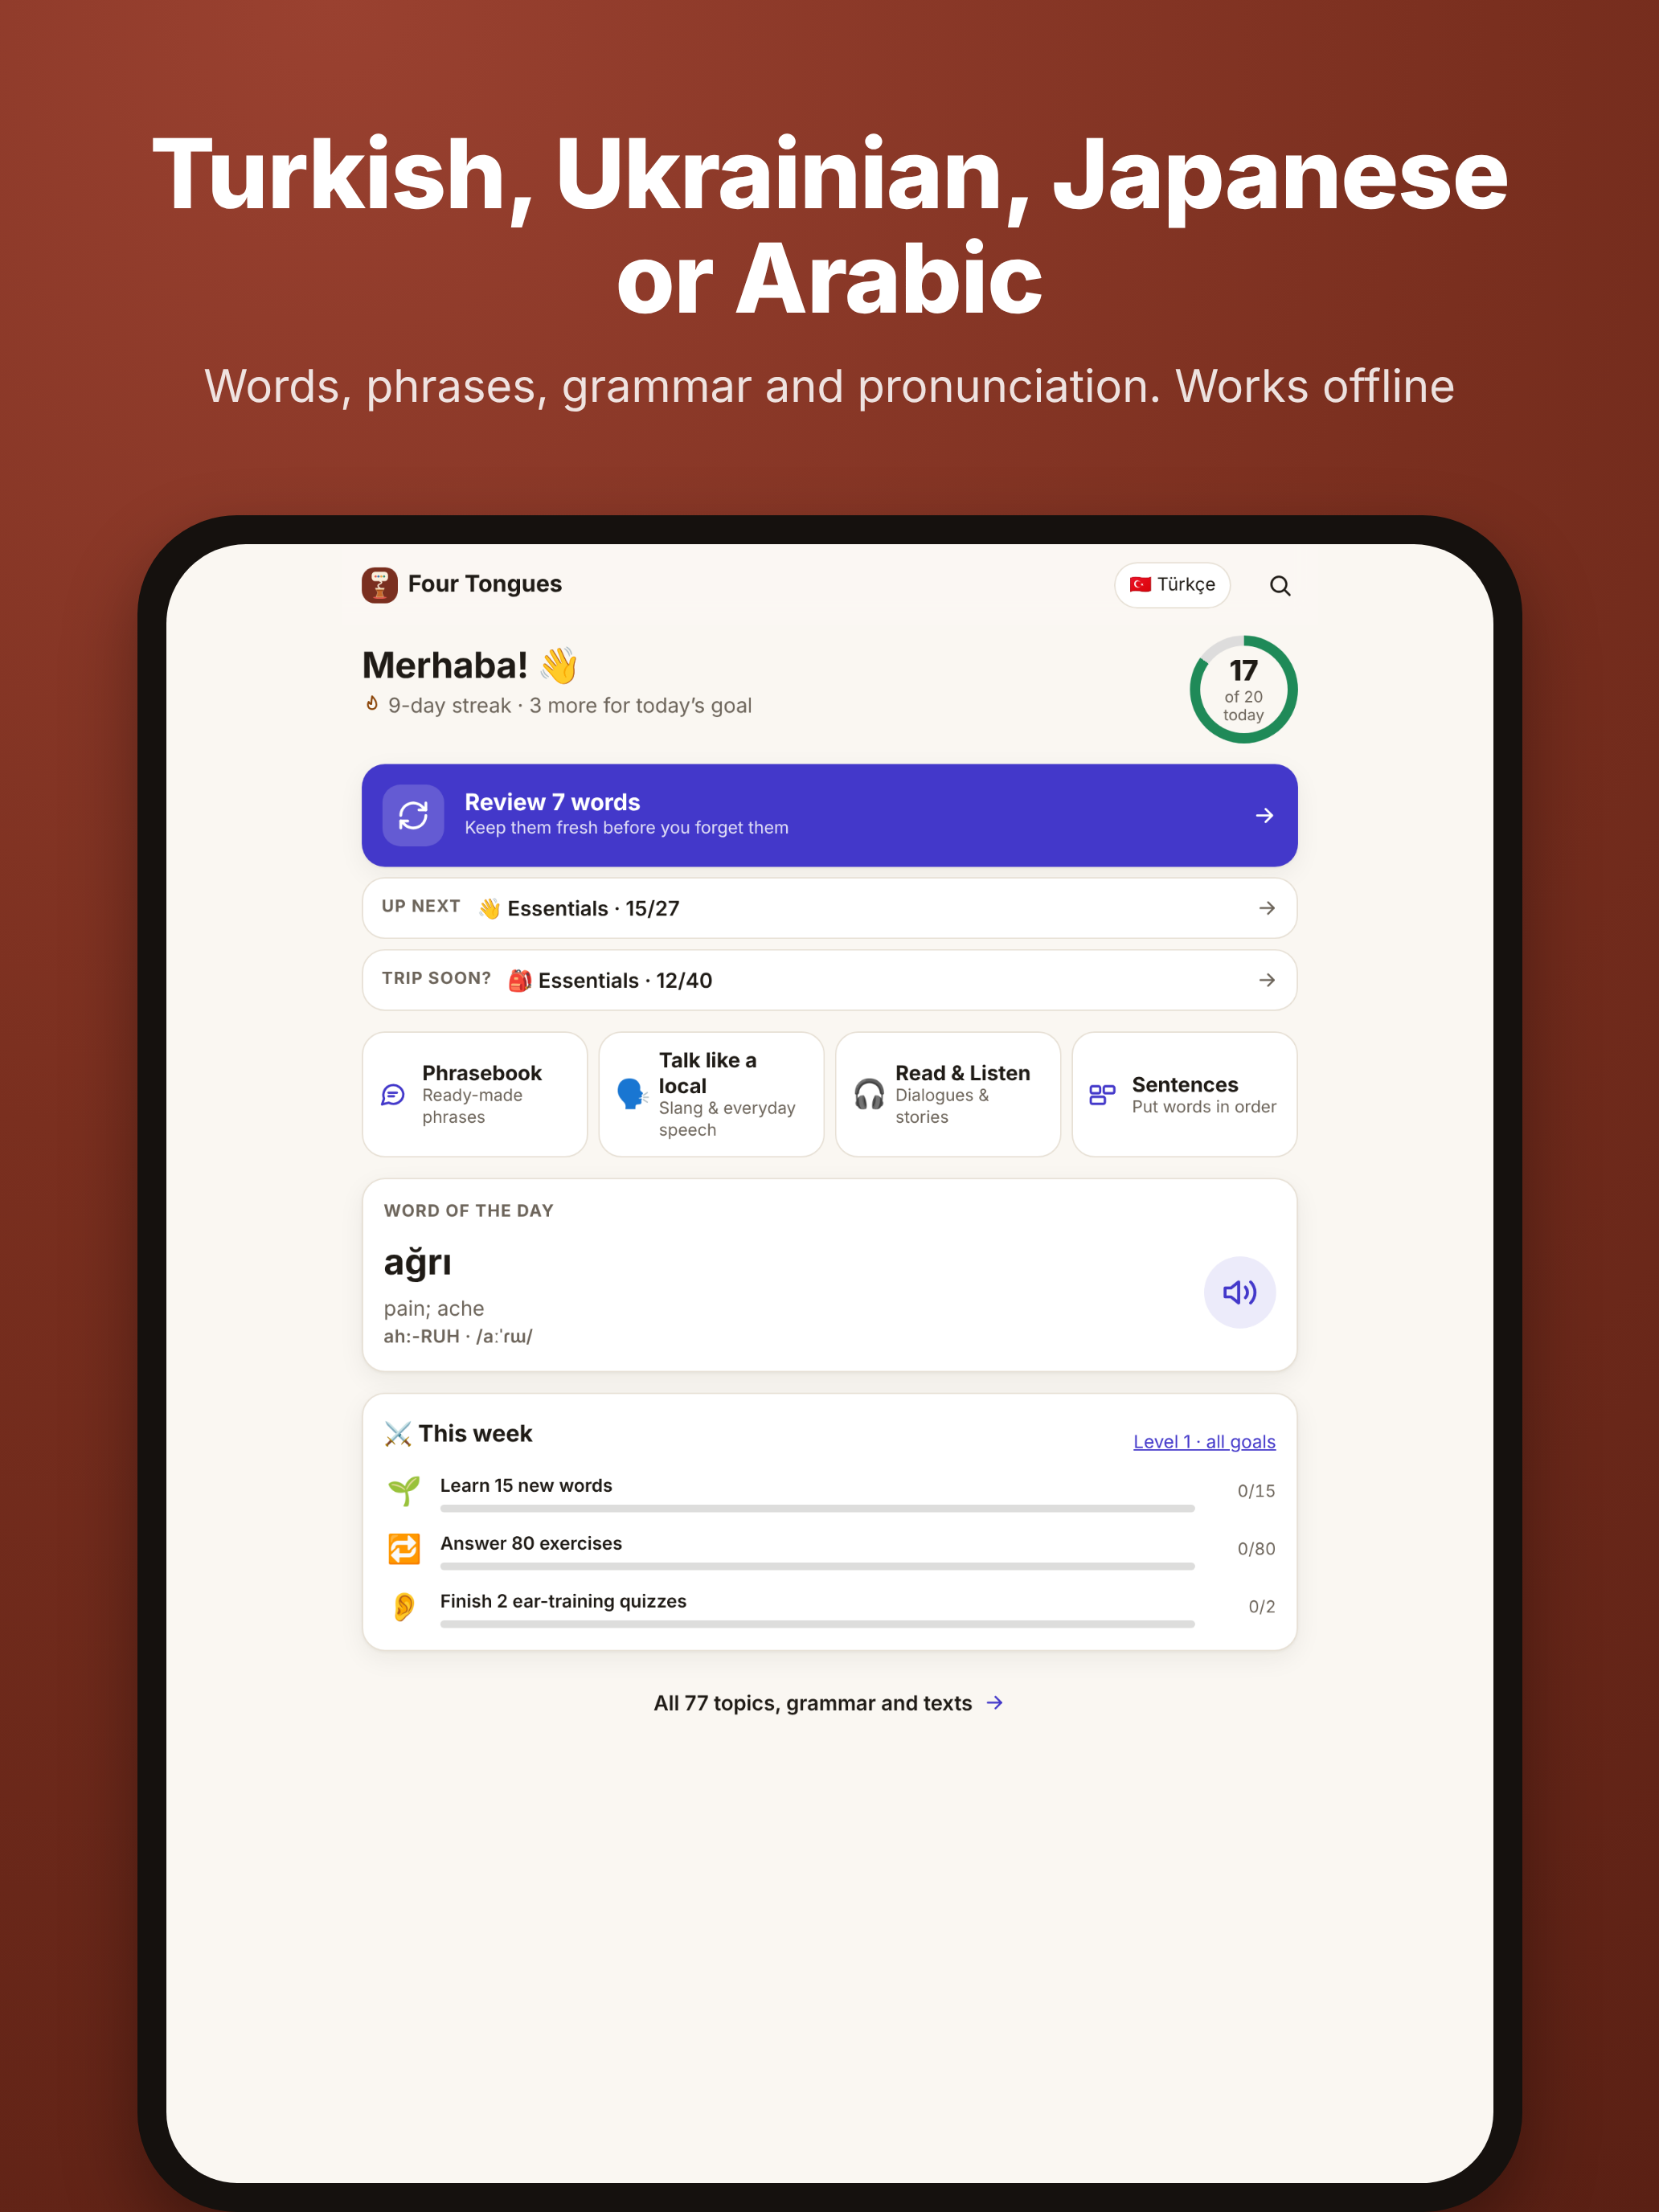 Turkish, Ukrainian, Japanese
or Arabic
Words, phrases, grammar and pronunciation. Works offline
Four Tongues
Türkçe
Merhaba!
9-day streak · 3 more for today’s goal
17
of 20
today
Review 7 words
Keep them fresh before you forget them
UP NEXT Essentials · 15/27
TRIP SOON? Essentials · 12/40
Phrasebook
Ready-made
phrases
Talk like a
local
Slang & everyday
speech
Read & Listen
Dialogues &
stories
Sentences
Put words in order
WORD OF THE DAY
ağrı
pain; ache
ah:-RUH · /aːˈɾɯ/
This week
Level 1 · all goals
Learn 15 new words
0/15
Answer 80 exercises
0/80
Finish 2 ear-training quizzes
0/2
All 77 topics, grammar and texts